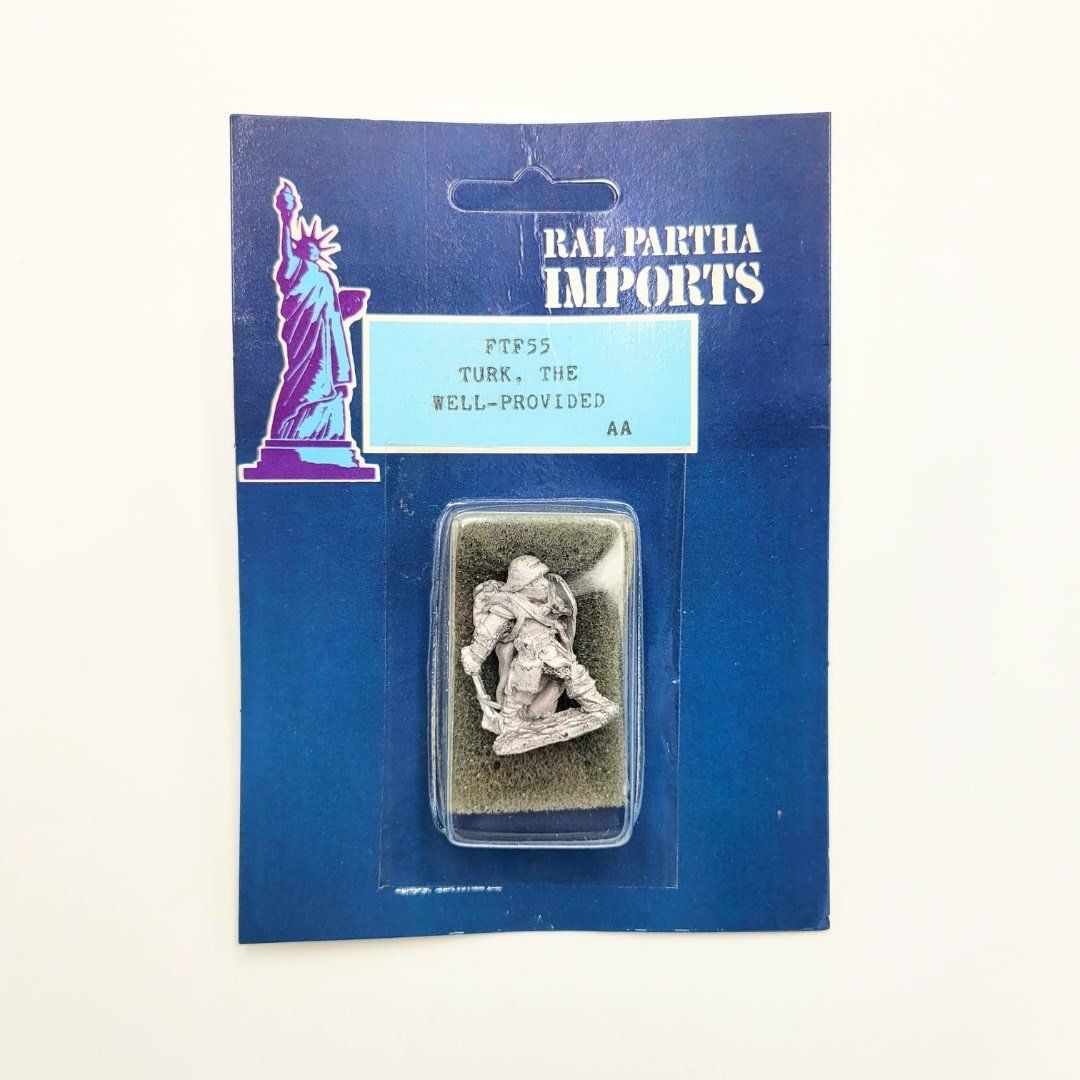 RAL PARTHA
IMPORTS
FTF55
TURK, THE
WELL-PROVIDED
AA